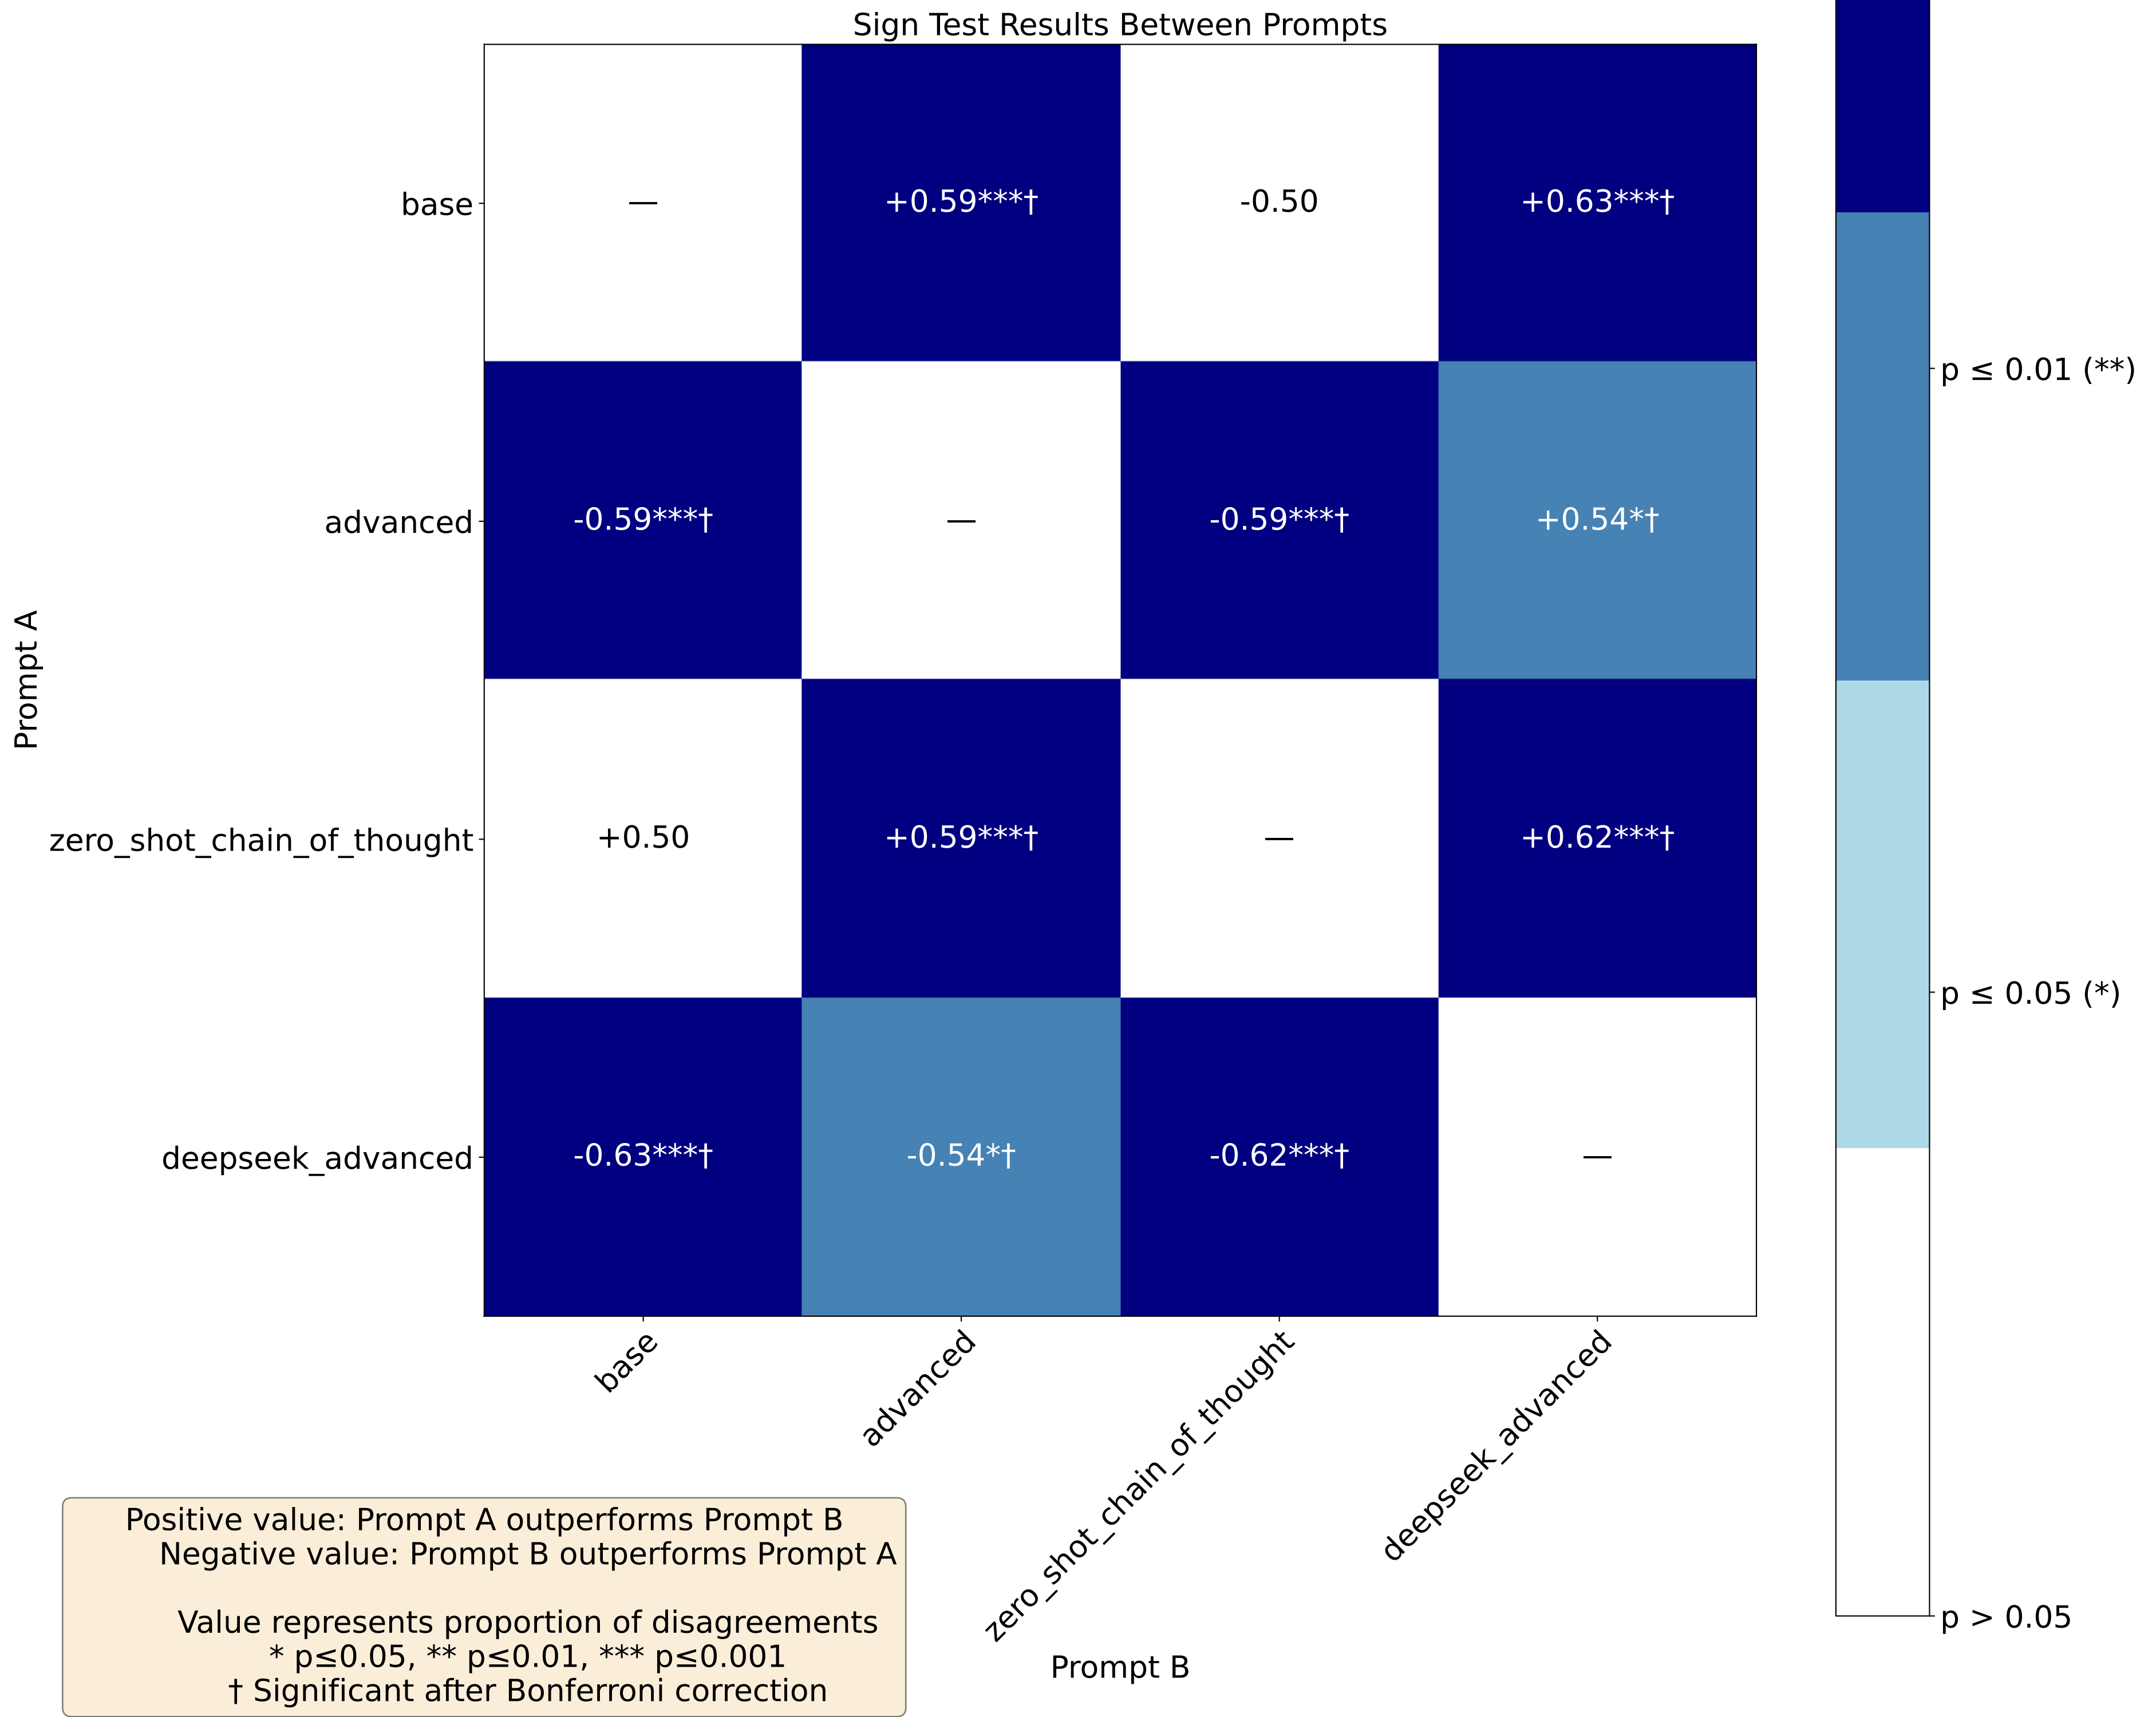 Sign Test Results Between Prompts
Prompt A
base
—
+0.59***†
-0.50
+0.63***†
advanced
-0.59***†
—
-0.59***†
+0.54*†
zero_shot_chain_of_thought
+0.50
+0.59***†
—
+0.62***†
deepseek_advanced
-0.63***†
-0.54*†
-0.62***†
—
base
advanced
zero_shot_chain_of_thought
deepseek_advanced
Prompt B
p ≤ 0.01 (**)
p ≤ 0.05 (*)
p > 0.05
Positive value: Prompt A outperforms Prompt B
Negative value: Prompt B outperforms Prompt A
Value represents proportion of disagreements
* p≤0.05, ** p≤0.01, *** p≤0.001
† Significant after Bonferroni correction